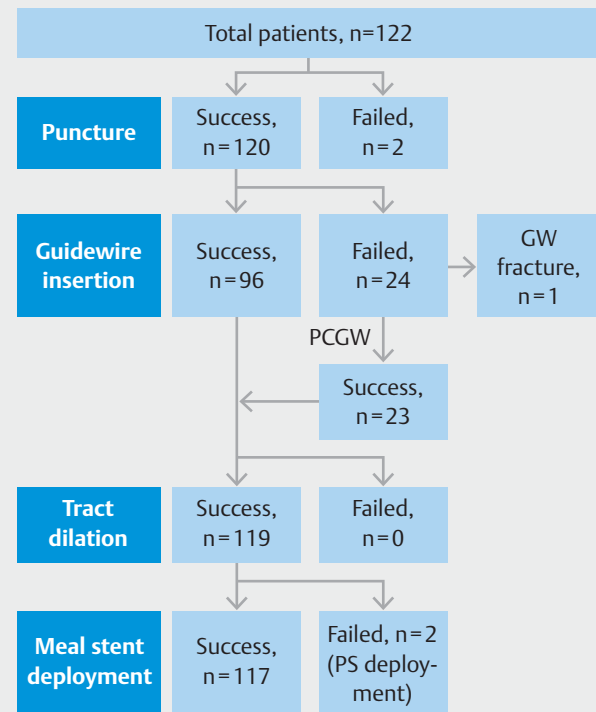 Total patients, n=122
Puncture
Success,
n=120
Failed,
n=2
Guidewire
insertion
Success,
n=96
Failed,
n=24
GW
fracture,
n=1
PCGW
Success,
n=23
Tract
dilation
Success,
n=119
Failed,
n=0
Meal stent
deployment
Success,
n=117
Failed, n=2
(PS deploy-
ment)